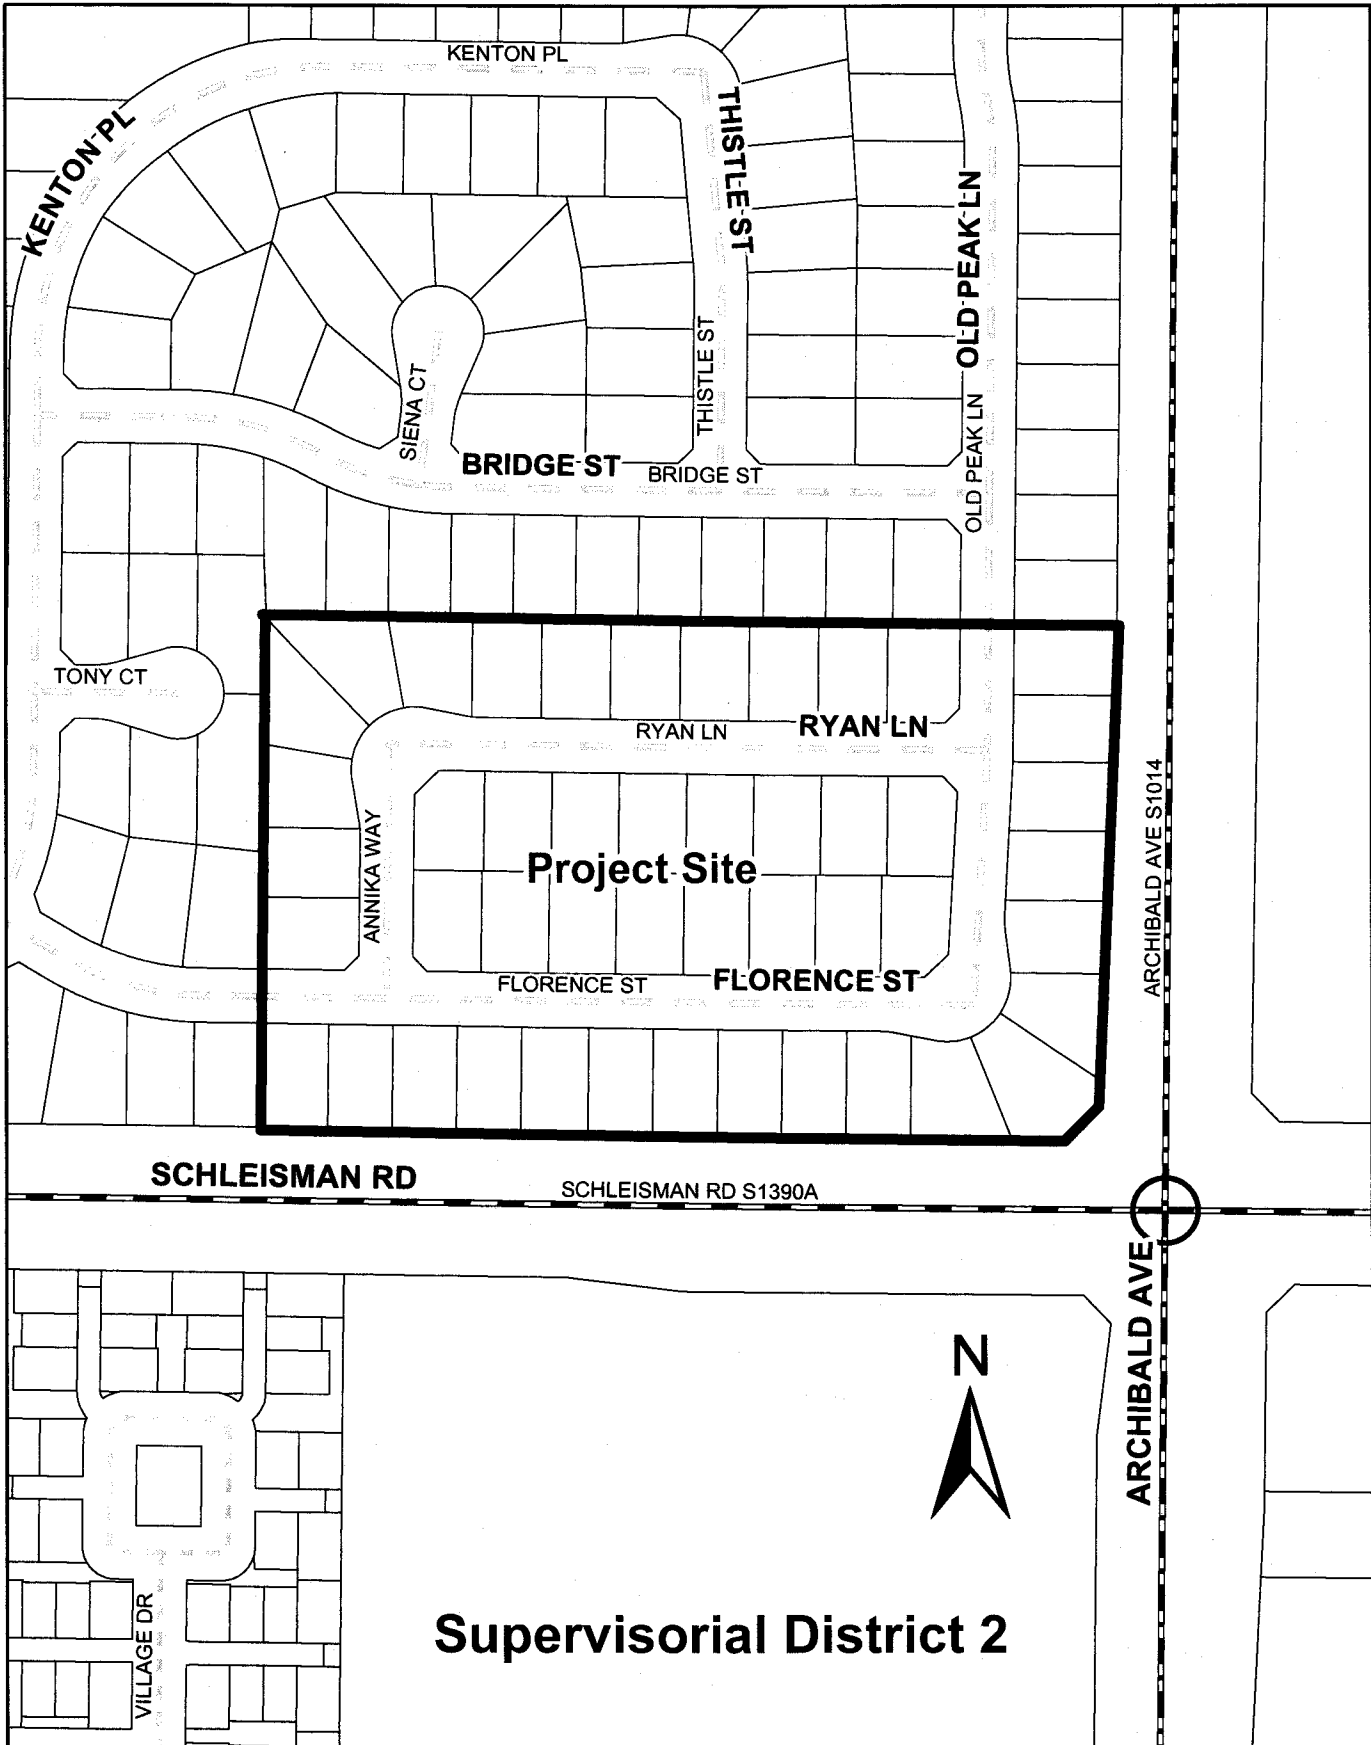 KENTON PL
KENTON PL
THISTLE ST
OLD PEAK LN
THISTLE ST
SIENA CT
OLD PEAK LN
BRIDGE ST
BRIDGE ST
TONY CT
RYAN LN
RYAN LN
ARCHIBALD AVE S1014
ANNIKA WAY
Project Site
FLORENCE ST
FLORENCE ST
SCHLEISMAN RD
SCHLEISMAN RD S1390A
ARCHIBALD AVE
N
VILLAGE DR
Supervisorial District 2